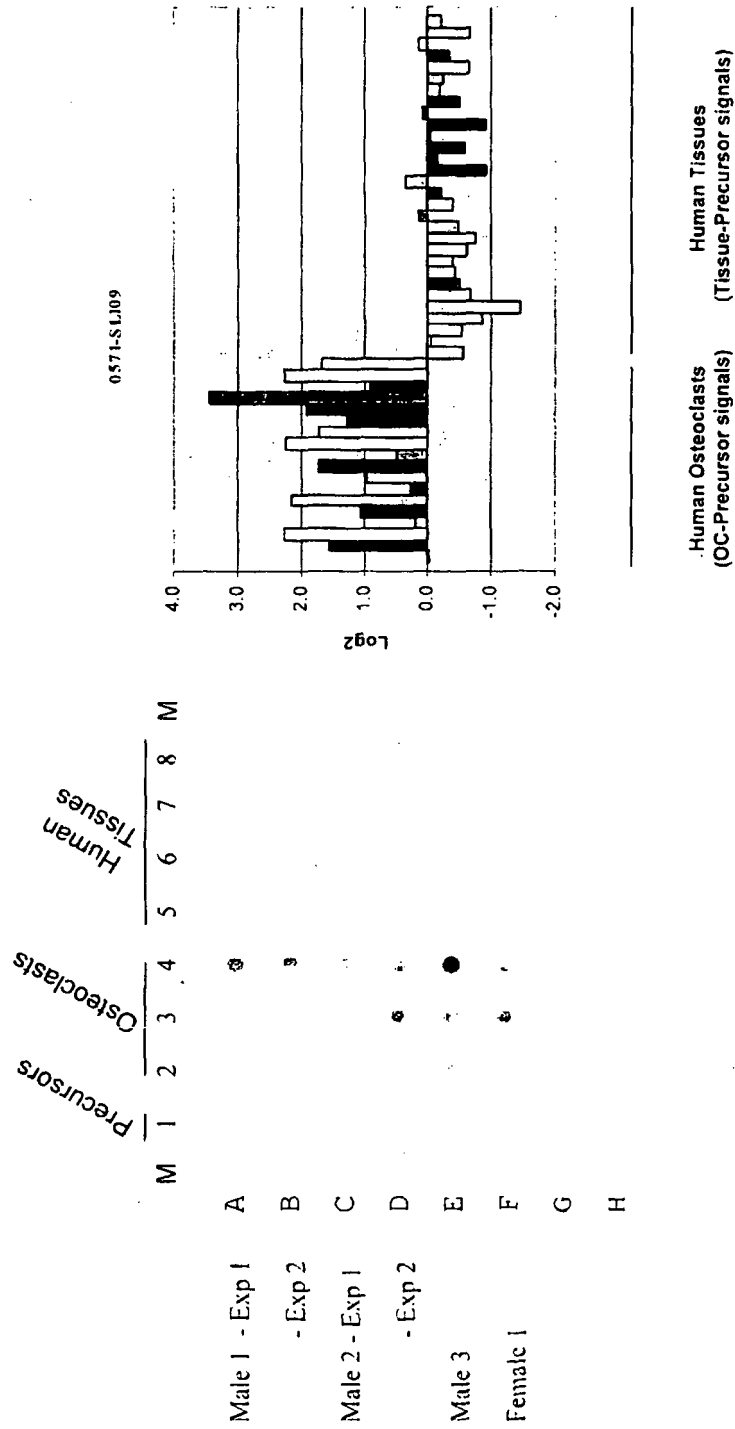 Precursors
Osteoclasts
Human
Tissues
M 1 2 3 4 5 6 7 8 M
Male 1 - Exp 1 A
- Exp 2 B
Male 2 - Exp 1 C
- Exp 2 D
Male 3 E
Female 1 F
G
H
0571-SLJ09
4.0
3.0
2.0
1.0
0.0
-1.0
-2.0
Log2
Human Osteoclasts
(OC-Precursor signals)
Human Tissues
(Tissue-Precursor signals)